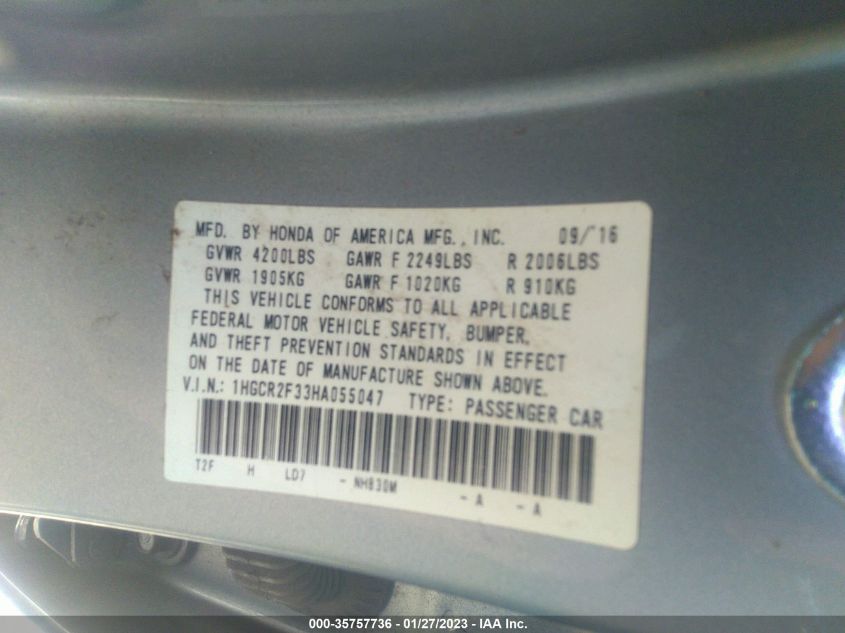 MFD. BY HONDA OF AMERICA MFG., INC. 09/16
GVWR 4200LBS GAWR F 2249LBS R 2006LBS
GVWR 1905KG GAWR F 1020KG R 910KG
THIS VEHICLE CONFORMS TO ALL APPLICABLE
FEDERAL MOTOR VEHICLE SAFETY, BUMPER,
AND THEFT PREVENTION STANDARDS IN EFFECT
ON THE DATE OF MANUFACTURE SHOWN ABOVE.
V.I.N.: 1HGCR2F33HA055047 TYPE: PASSENGER CAR
T2F H LD7 - NH830M - A - A
000-35757736 - 01/27/2023 - IAA Inc.